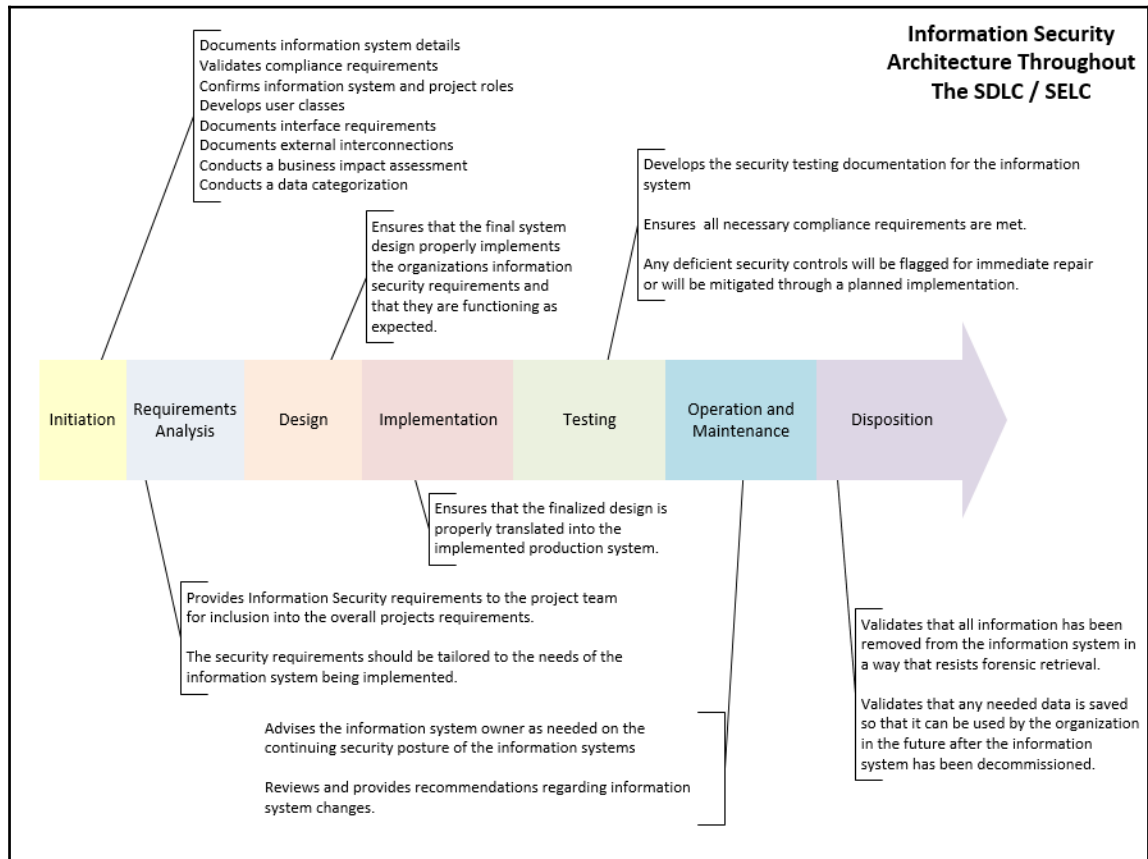 Information Security
Architecture Throughout
The SDLC / SELC
Documents information system details
Validates compliance requirements
Confirms information system and project roles
Develops user classes
Documents interface requirements
Documents external interconnections
Conducts a business impact assessment
Conducts a data categorization
Ensures that the final system
design properly implements
the organizations information
security requirements and
that they are functioning as
expected.
Develops the security testing documentation for the information
system
Ensures all necessary compliance requirements are met.
Any deficient security controls will be flagged for immediate repair
or will be mitigated through a planned implementation.
Initiation
Requirements
Analysis
Design
Implementation
Testing
Operation and
Maintenance
Disposition
Ensures that the finalized design is
properly translated into the
implemented production system.
Provides Information Security requirements to the project team
for inclusion into the overall projects requirements.
The security requirements should be tailored to the needs of the
information system being implemented.
Advises the information system owner as needed on the
continuing security posture of the information systems
Reviews and provides recommendations regarding information
system changes.
Validates that all information has been
removed from the information system in
a way that resists forensic retrieval.
Validates that any needed data is saved
so that it can be used by the organization
in the future after the information
system has been decommissioned.